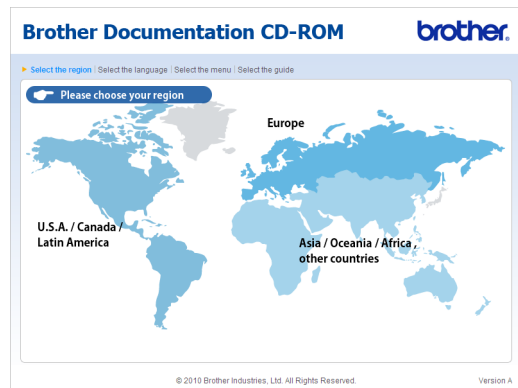 Brother Documentation CD-ROM
brother.
Select the region | Select the language | Select the menu | Select the guide
Please choose your region
Europe
U.S.A. / Canada /
Latin America
Asia / Oceania / Africa ,
other countries
© 2010 Brother Industries, Ltd. All Rights Reserved.
Version A